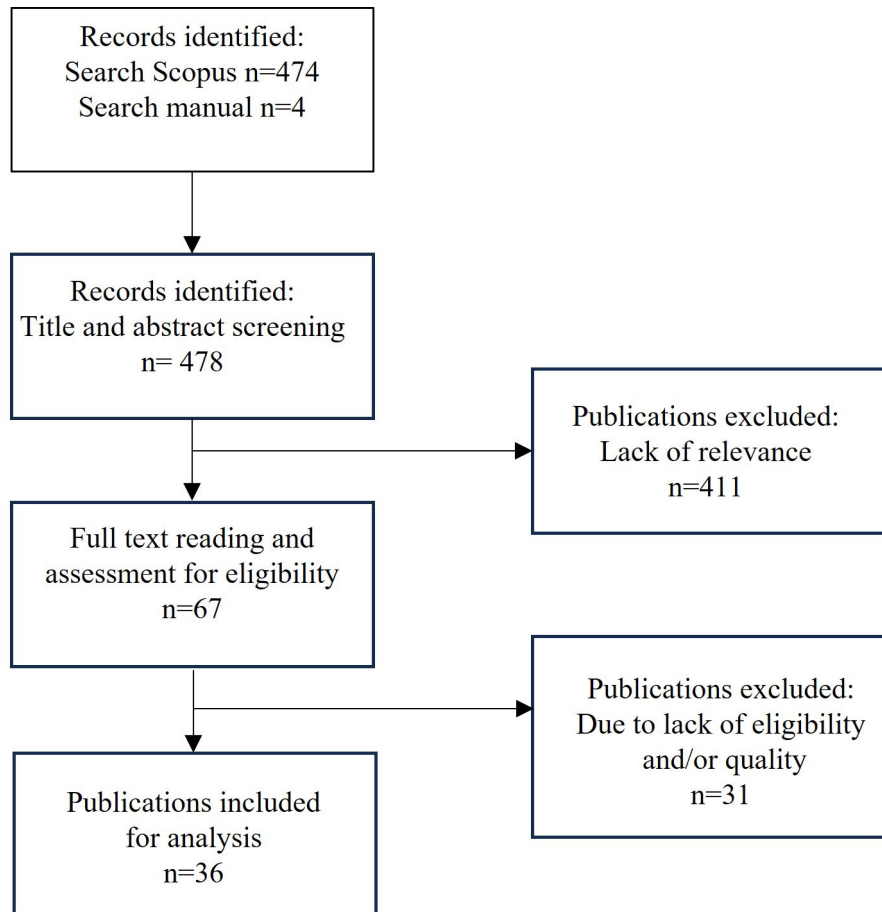 Records identified:
Search Scopus n=474
Search manual n=4
Records identified:
Title and abstract screening
n= 478
Publications excluded:
Lack of relevance
n=411
Full text reading and
assessment for eligibility
n=67
Publications excluded:
Due to lack of eligibility
and/or quality
n=31
Publications included
for analysis
n=36